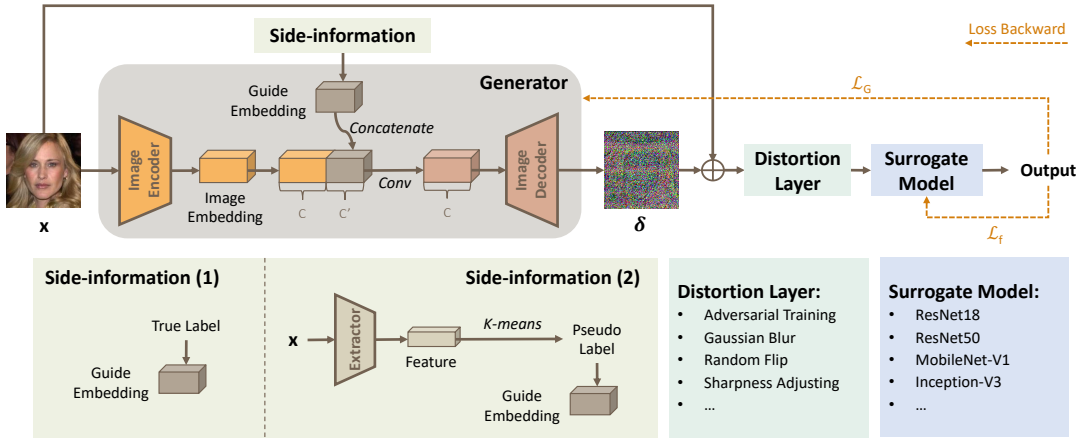 Side-information
Loss Backward
Generator
Guide
Embedding
ℒG
Concatenate
Image
Encoder
Image
Decoder
Distortion
Layer
Surrogate
Model
Output
Conv
Image
Embedding
C
C'
C
x
δ
ℒf
Side-information (1)
True Label
Guide
Embedding
Side-information (2)
x
Extractor
Feature
K-means
Pseudo
Label
Guide
Embedding
Distortion Layer:
• Adversarial Training
• Gaussian Blur
• Random Flip
• Sharpness Adjusting
• ...
Surrogate Model:
• ResNet18
• ResNet50
• MobileNet-V1
• Inception-V3
• ...